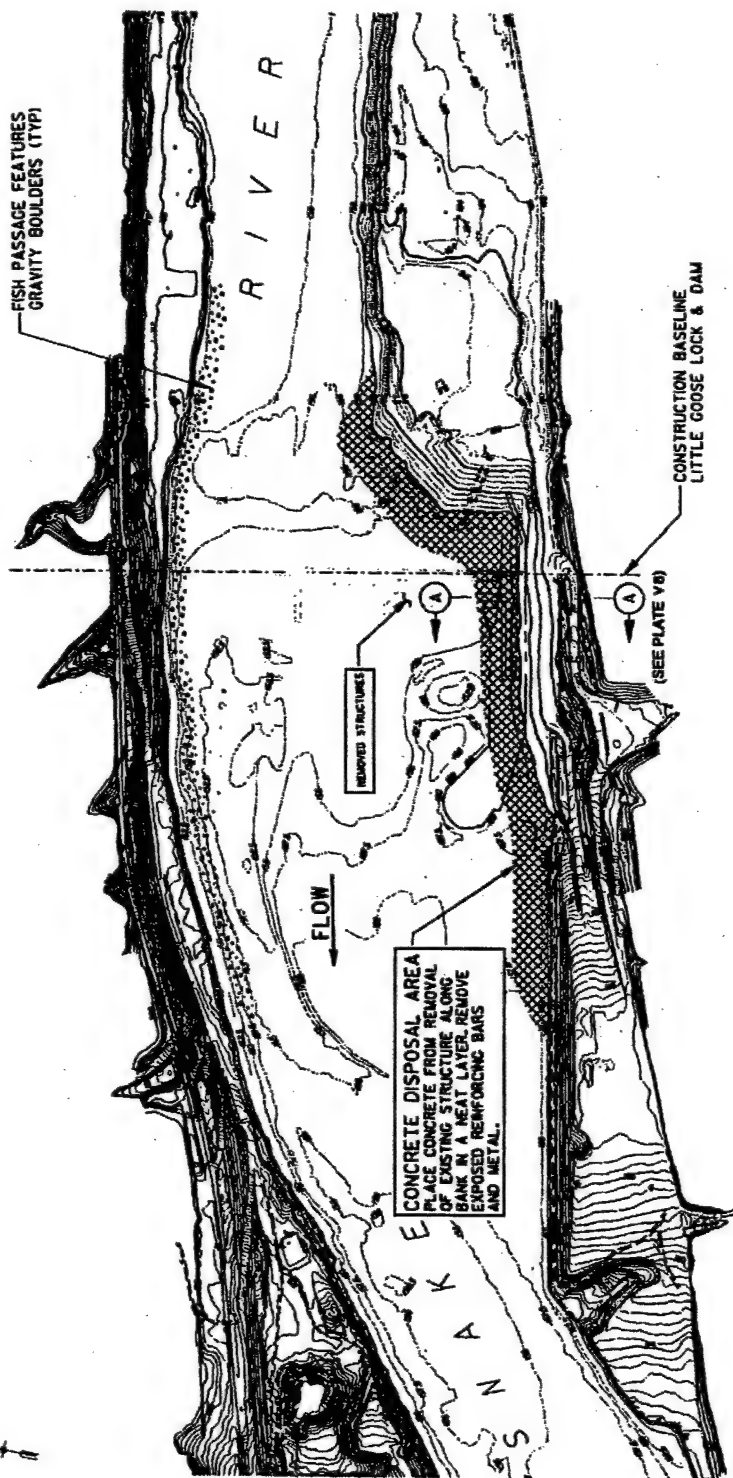 FISH PASSAGE FEATURES
GRAVITY BOULDERS (TYP)
RIVER
REMOVED STRUCTURES
A
A
(SEE PLATE V8)
CONSTRUCTION BASELINE
LITTLE GOOSE LOCK & DAM
FLOW
CONCRETE DISPOSAL AREA
PLACE CONCRETE FROM REMOVAL
OF EXISTING STRUCTURE ALONG
BANK IN A NEAT LAYER. REMOVE
EXPOSED REINFORCING BARS
AND METAL.
SNAKE